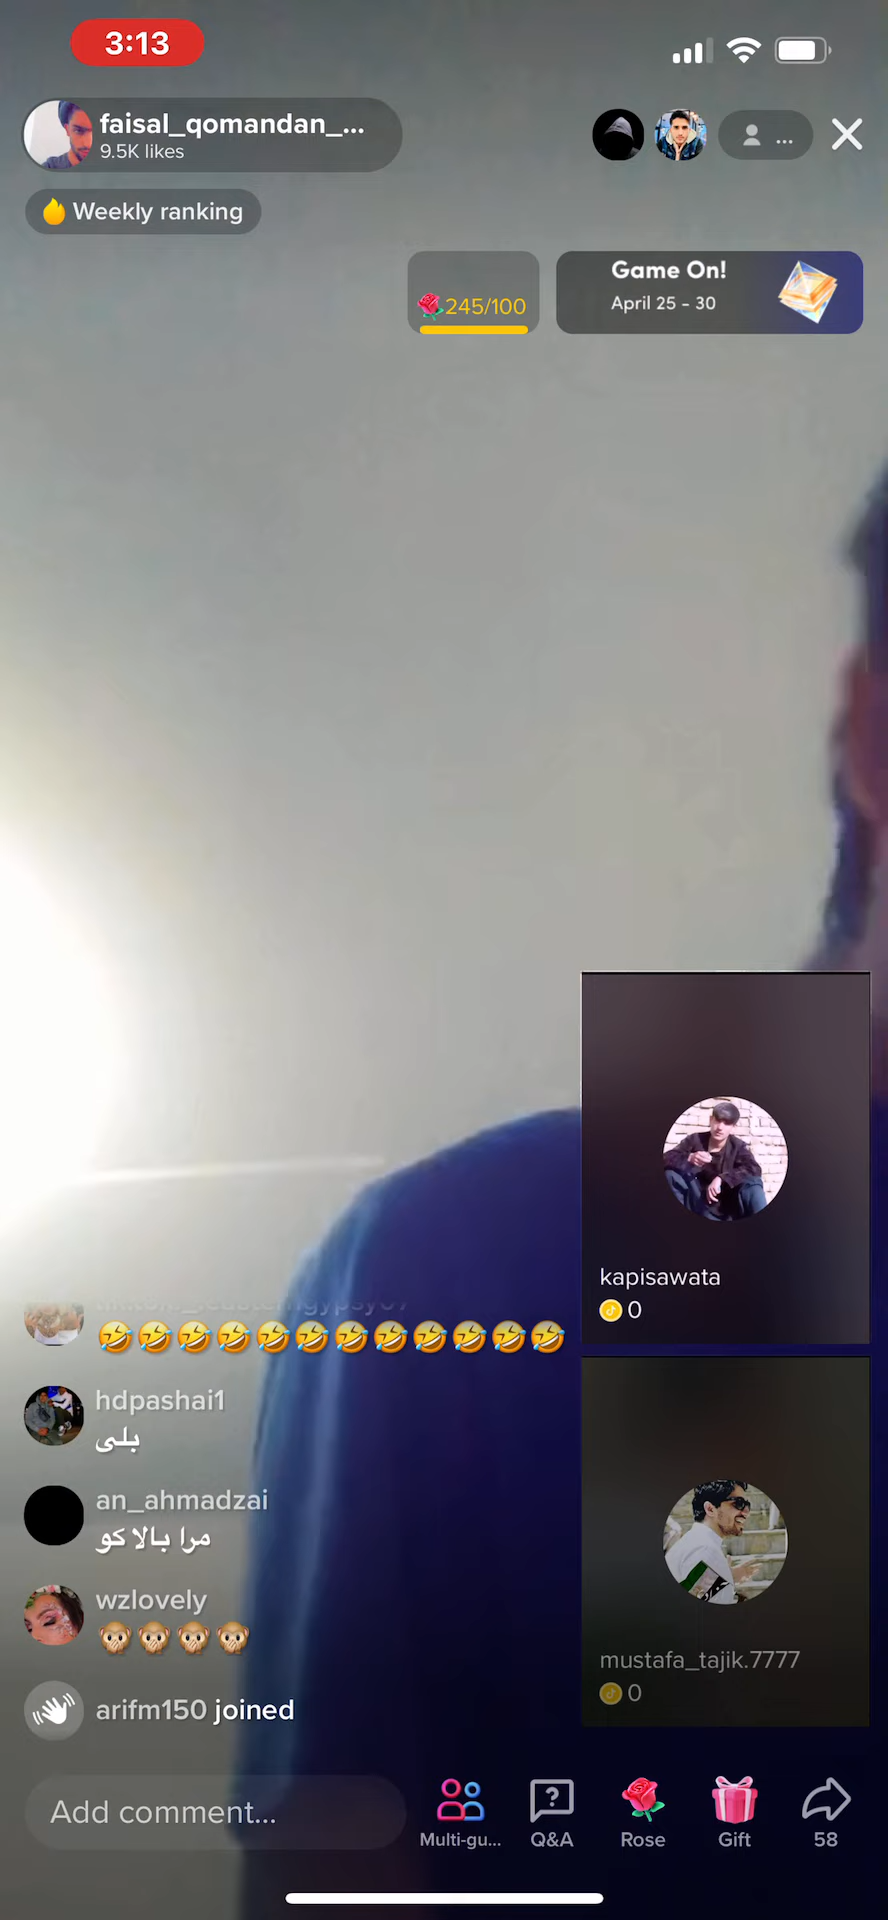 3:13
faisal_qomandan_...
9.5K likes
...
Weekly ranking
245/100
Game On!
April 25 - 30
kapisawata
0
hdpashai1
بلی
an_ahmadzai
مرا بالا کو
wzlovely
mustafa_tajik.7777
0
arifm150 joined
Add comment...
Multi-gu...
Q&A
Rose
Gift
58